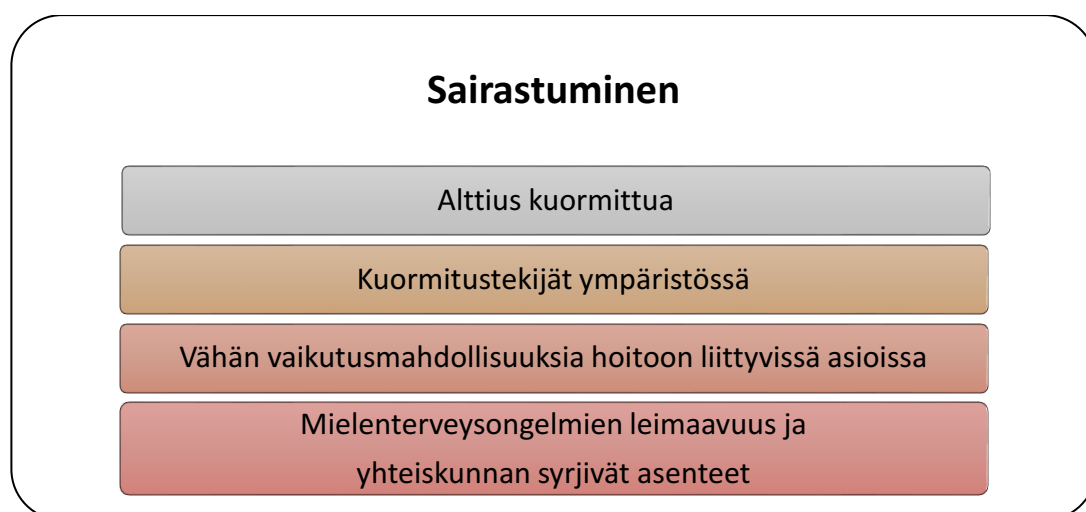 Sairastuminen
Alttius kuormittua
Kuormitustekijät ympäristössä
Vähän vaikutusmahdollisuuksia hoitoon liittyvissä asioissa
Mielenterveysongelmien leimaavuus ja
yhteiskunnan syrjivät asenteet